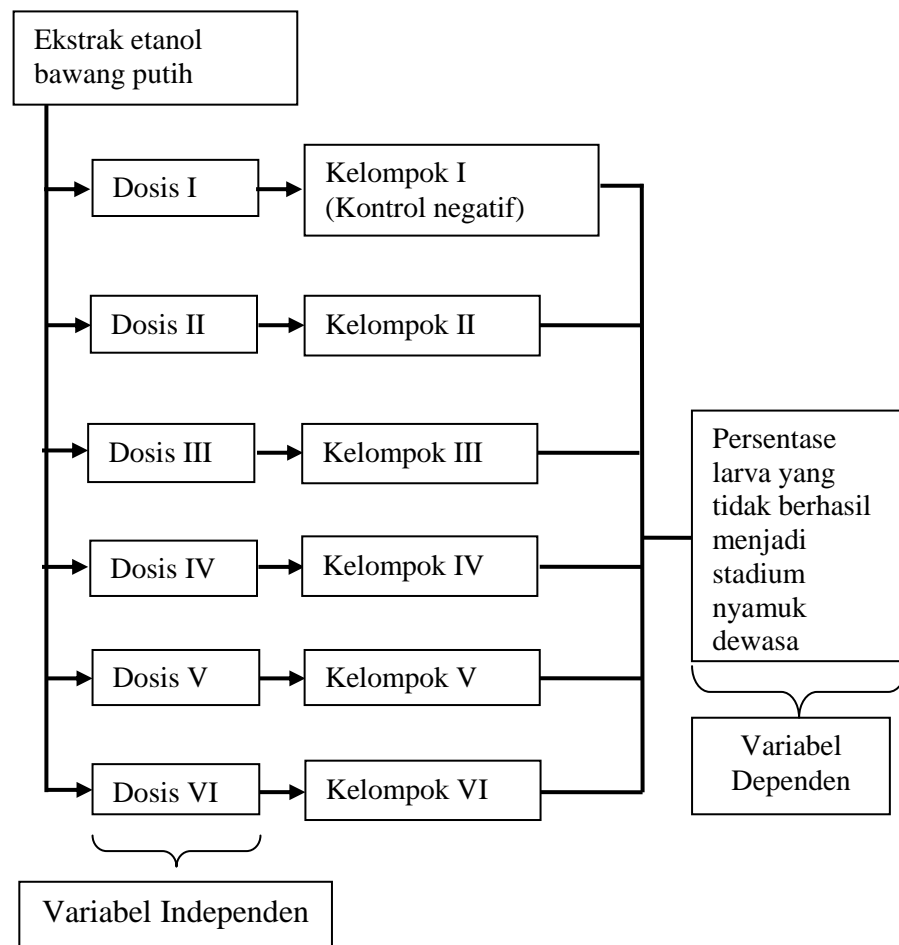 Ekstrak etanol
bawang putih
Dosis I
Kelompok I
(Kontrol negatif)
Dosis II
Kelompok II
Dosis III
Kelompok III
Dosis IV
Kelompok IV
Dosis V
Kelompok V
Dosis VI
Kelompok VI
Persentase
larva yang
tidak berhasil
menjadi
stadium
nyamuk
dewasa
Variabel
Dependen
Variabel Independen